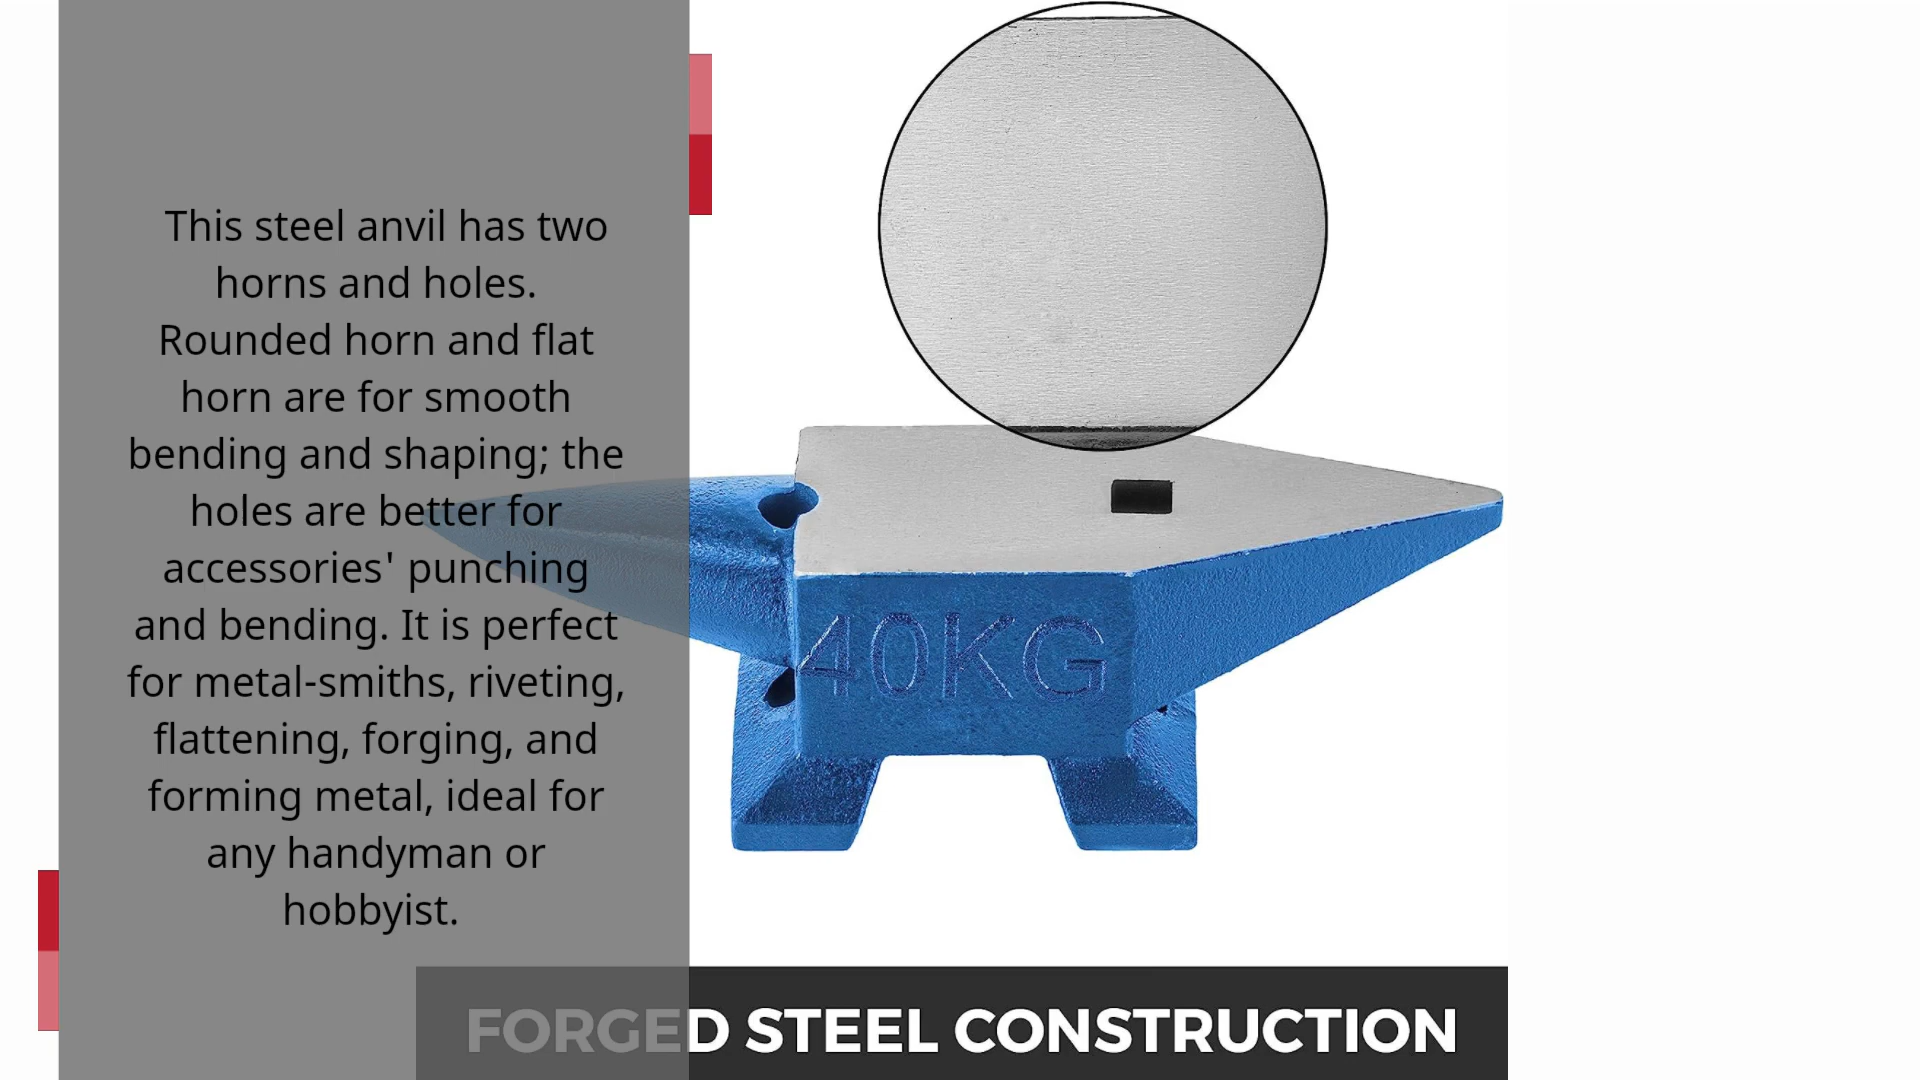 This steel anvil has two
horns and holes.
Rounded horn and flat
horn are for smooth
bending and shaping; the
holes are better for
accessories' punching
and bending. It is perfect
for metal-smiths, riveting,
flattening, forging, and
forming metal, ideal for
any handyman or
hobbyist.
40KG
FORGED STEEL CONSTRUCTION